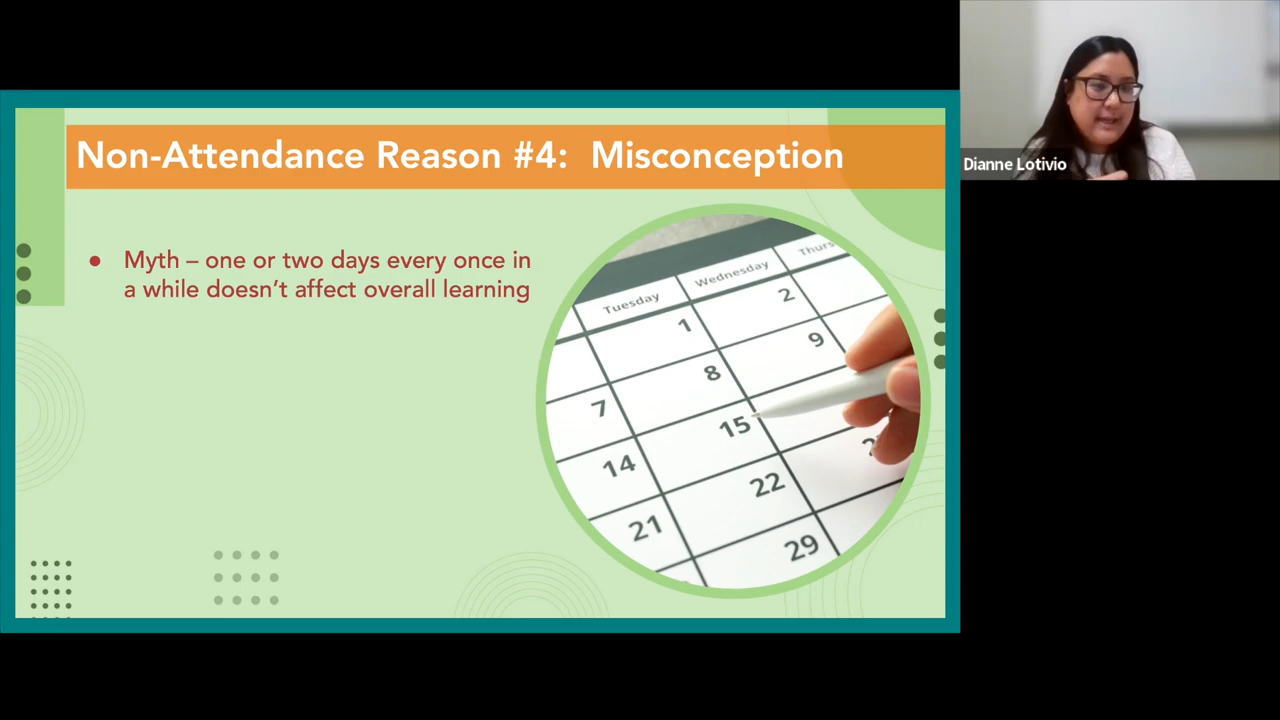 Non-Attendance Reason #4: Misconception
● Myth – one or two days every once in
a while doesn't affect overall learning
Tuesday
Wednesday
1
2
7
8
9
14
15
21
22
29
Dianne Lotivio